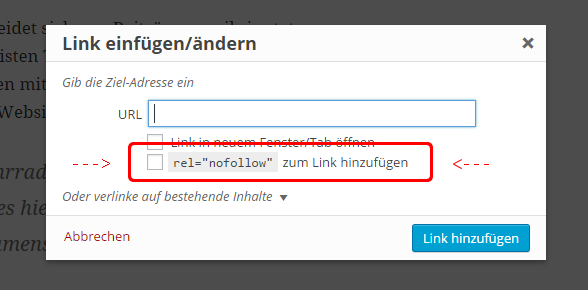 Link einfügen/ändern
×
Gib die Ziel-Adresse ein
URL
Link in neuem Fenster/Tab öffnen
---> rel="nofollow" zum Link hinzufügen <---
Oder verlinke auf bestehende Inhalte ▼
Abbrechen
Link hinzufügen